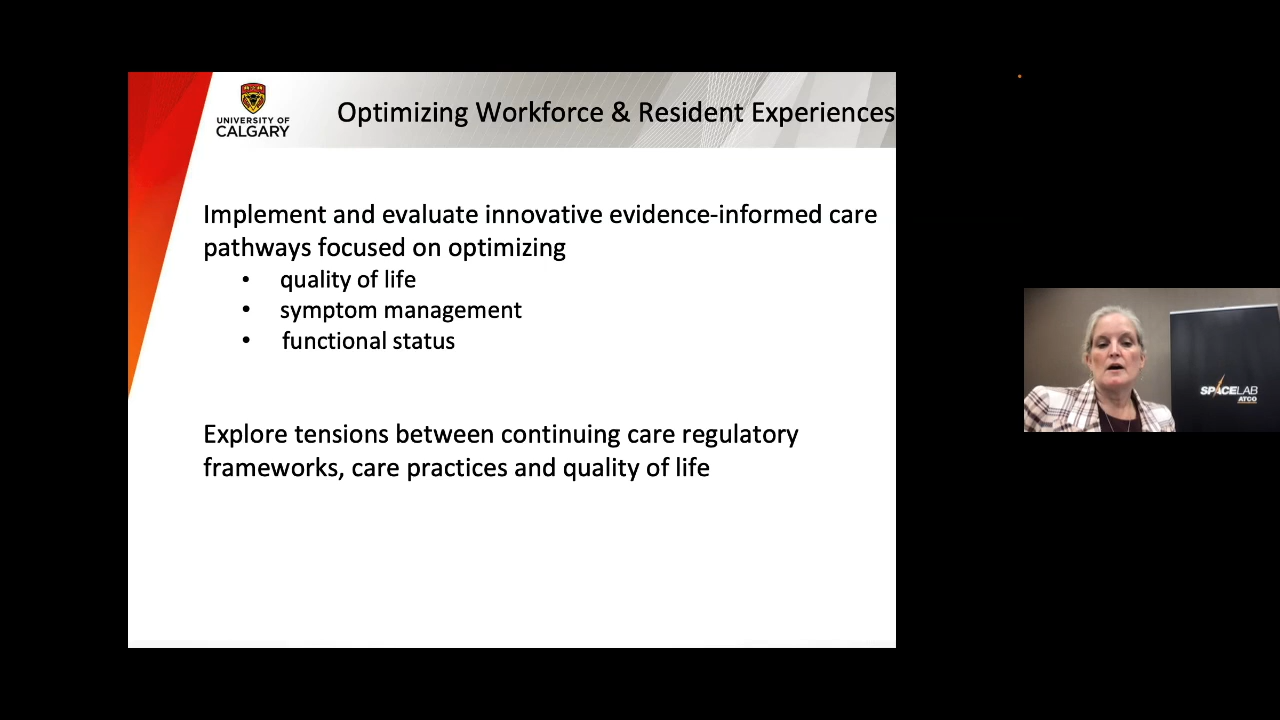 UNIVERSITY OF
CALGARY
Optimizing Workforce & Resident Experiences
Implement and evaluate innovative evidence-informed care
pathways focused on optimizing
• quality of life
• symptom management
• functional status
Explore tensions between continuing care regulatory
frameworks, care practices and quality of life
SPACELAB
ATCO